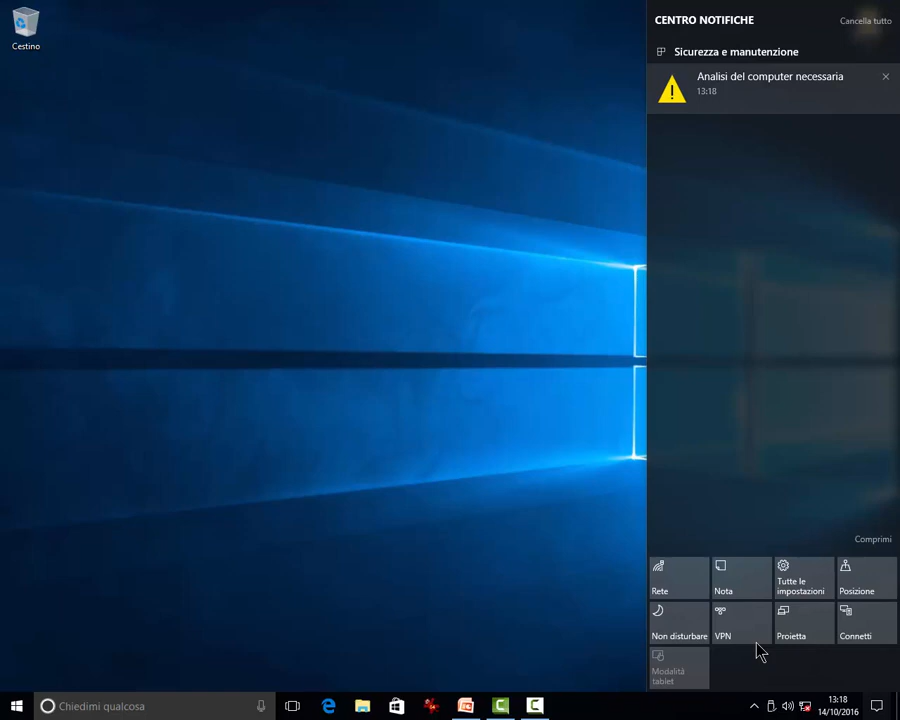 Cestino
CENTRO NOTIFICHE
Cancella tutto
Sicurezza e manutenzione
Analisi del computer necessaria
13:18
Comprimi
Rete
Nota
Tutte le
impostazioni
Posizione
Non disturbare
VPN
Proietta
Connetti
Modalità
tablet
Chiedimi qualcosa
13:18
14/10/2016